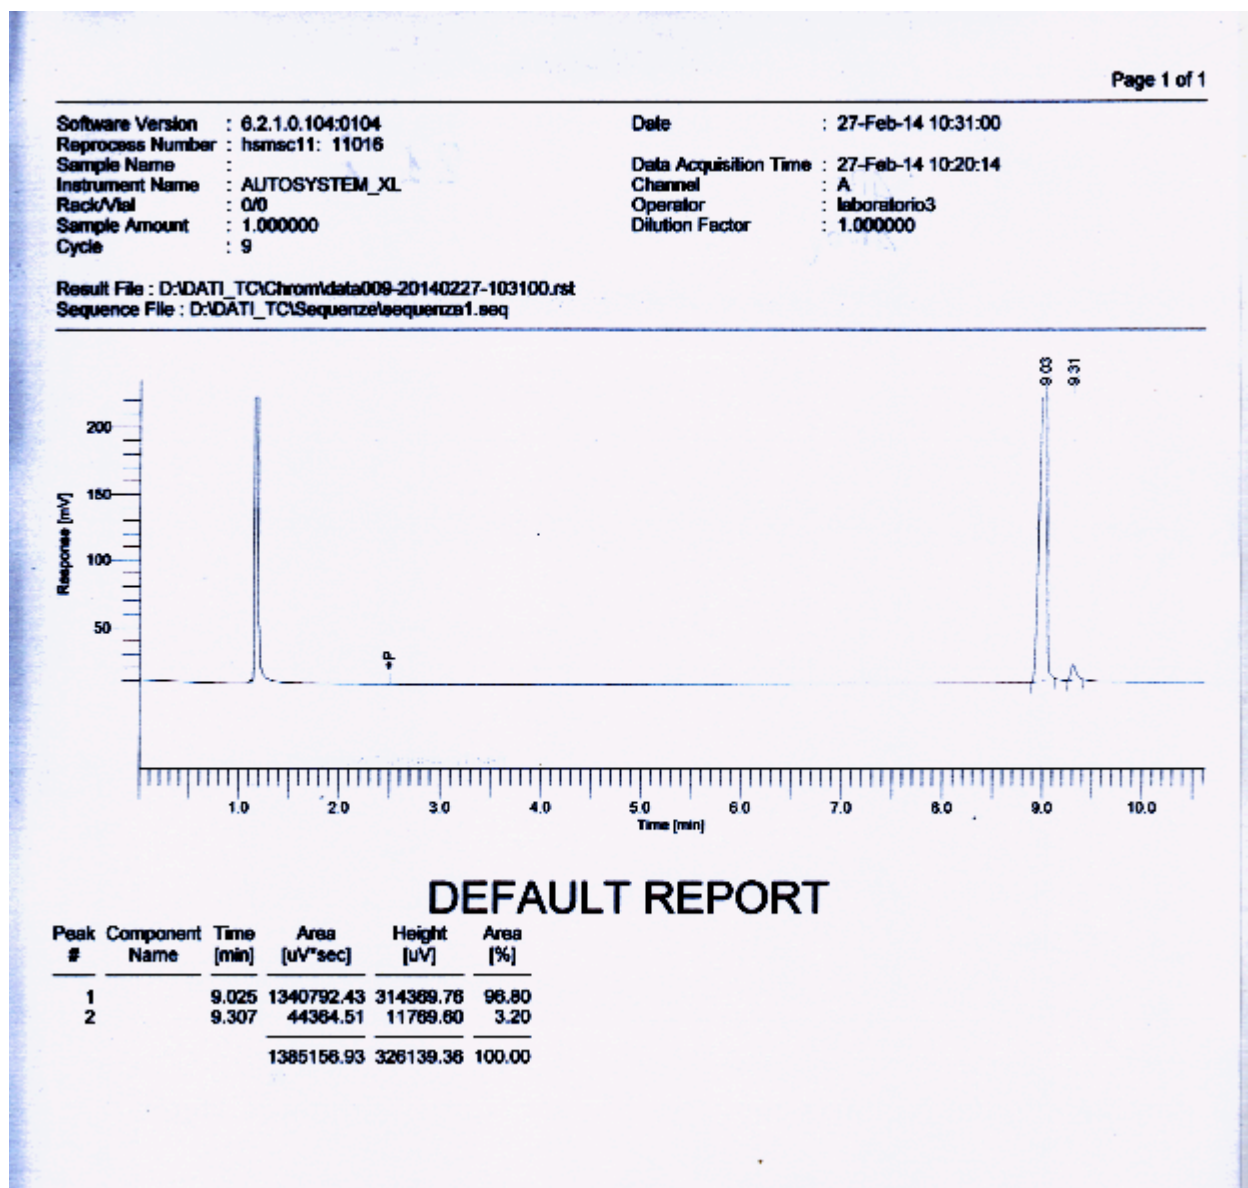 Page 1 of 1
Software Version : 6.2.1.0.104:0104 Date : 27-Feb-14 10:31:00
Reprocess Number : hsmsc11: 11016
Sample Name : Data Acquisition Time : 27-Feb-14 10:20:14
Instrument Name : AUTOSYSTEM_XL Channel : A
Rack/Vial : 0/0 Operator : laboratorio3
Sample Amount : 1.000000 Dilution Factor : 1.000000
Cycle : 9
Result File : D:\DATI_TC\Chrom\data009-20140227-103100.rst
Sequence File : D:\DATI_TC\Sequenze\sequenza1.seq
9.03 9.31
200
150
Response [mV]
100
50
+P
1.0 2.0 3.0 4.0 5.0 6.0 7.0 8.0 9.0 10.0
Time [min]
DEFAULT REPORT
Peak Component Time Area Height Area
# Name [min] [uV*sec] [uV] [%]
1 9.025 1340792.43 314369.76 96.80
2 9.307 44364.51 11769.60 3.20
1385156.93 326139.36 100.00